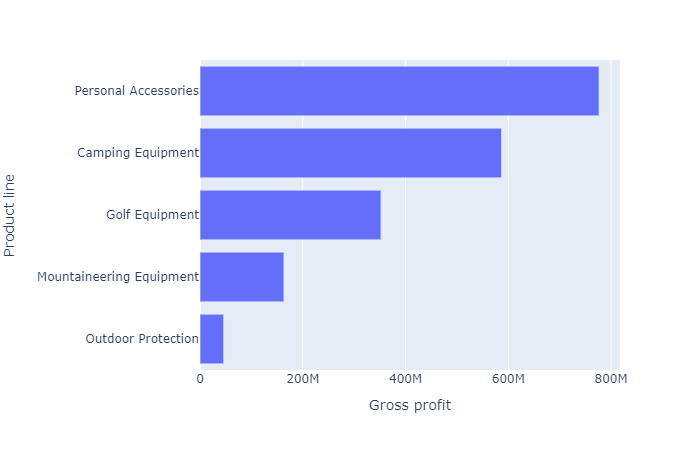 Personal Accessories
Camping Equipment
Golf Equipment
Mountaineering Equipment
Outdoor Protection
0 200M 400M 600M 800M
Gross profit
Product line